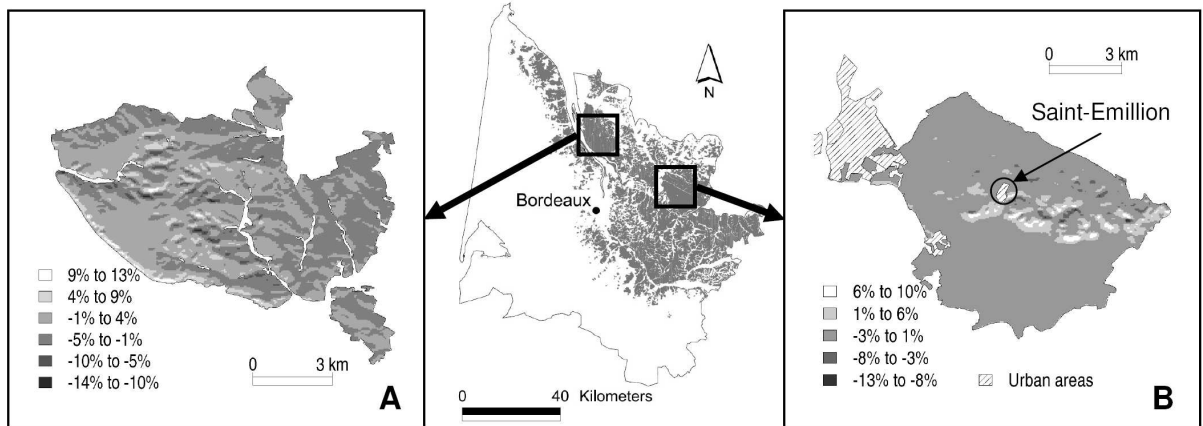 9% to 13%
4% to 9%
-1% to 4%
-5% to -1%
-10% to -5%
-14% to -10%
0 3 km
A
N
Bordeaux
0 40 Kilometers
0 3 km
Saint-Emillion
6% to 10%
1% to 6%
-3% to 1%
-8% to -3%
-13% to -8%
Urban areas
B